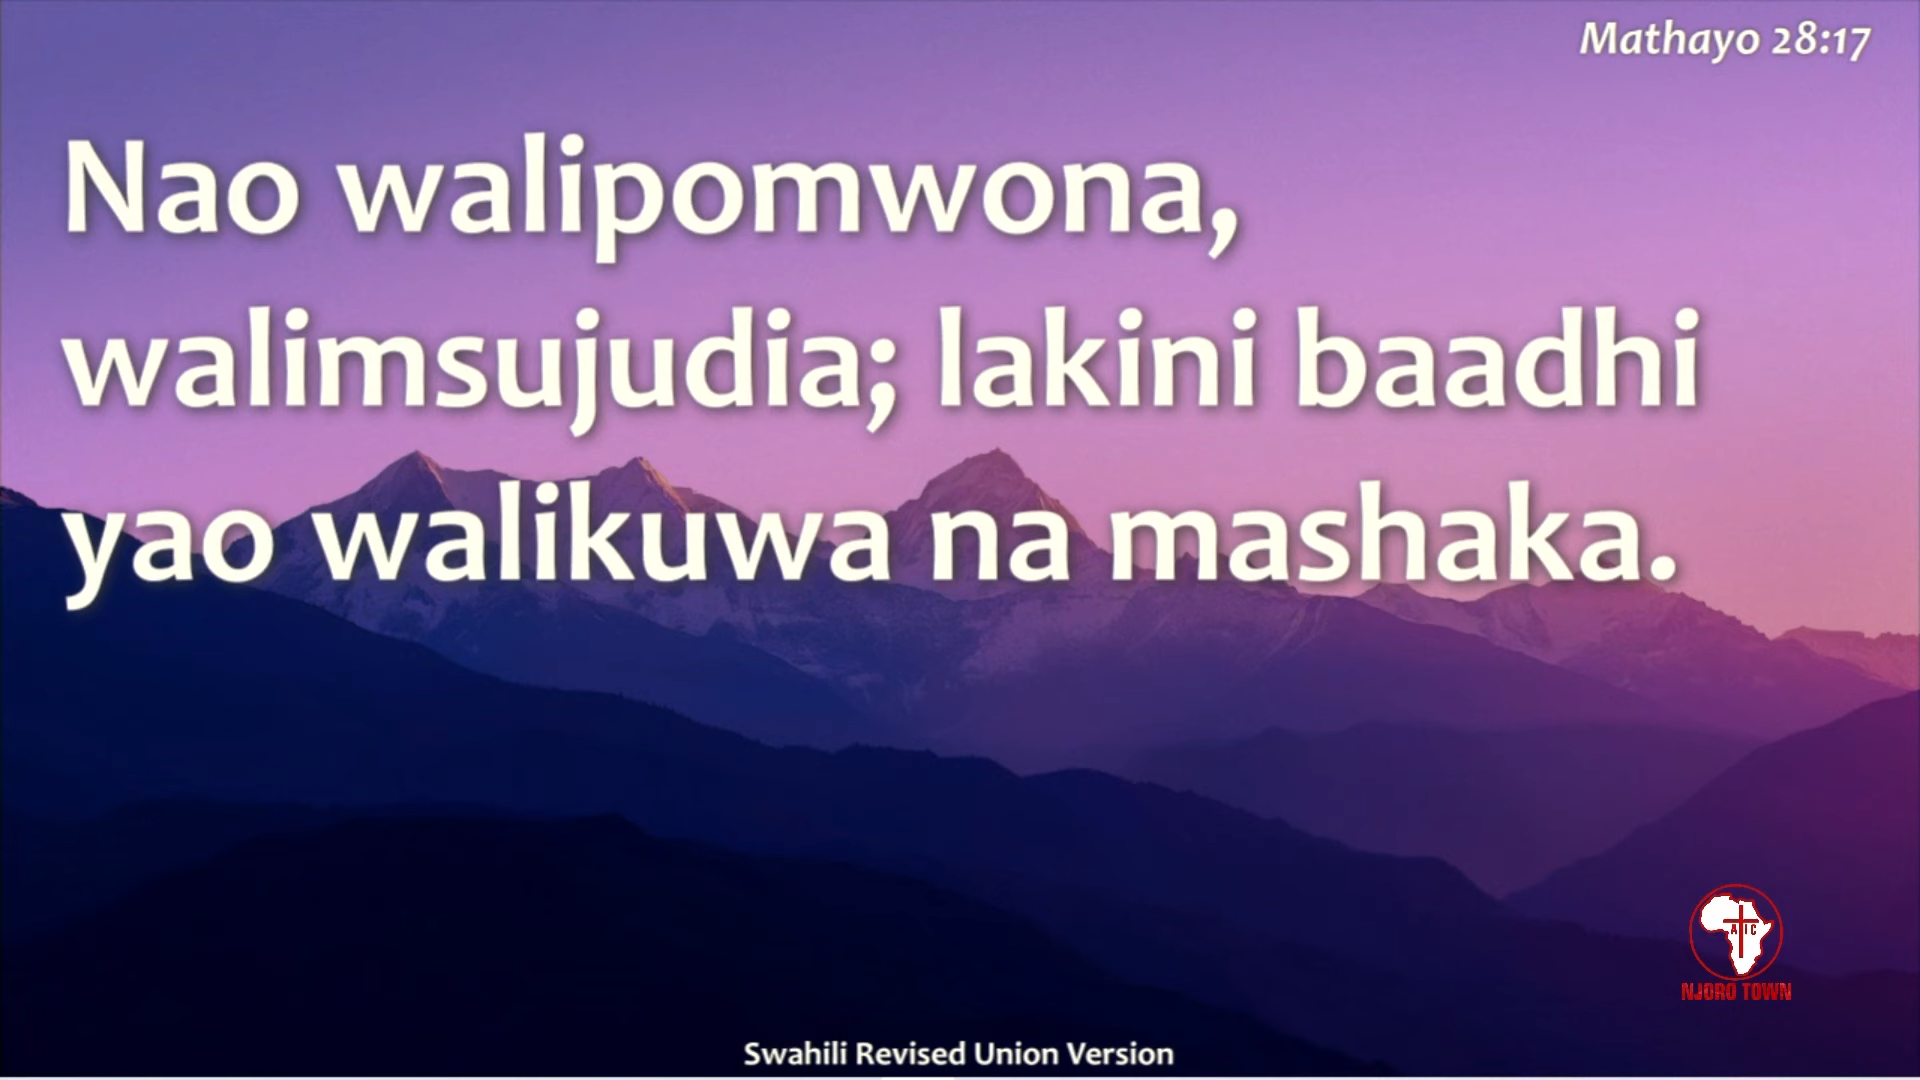 Mathayo 28:17
Nao walipomwona,
walimsujudia; lakini baadhi
yao walikuwa na mashaka.
AIC
NJORO TOWN
Swahili Revised Union Version